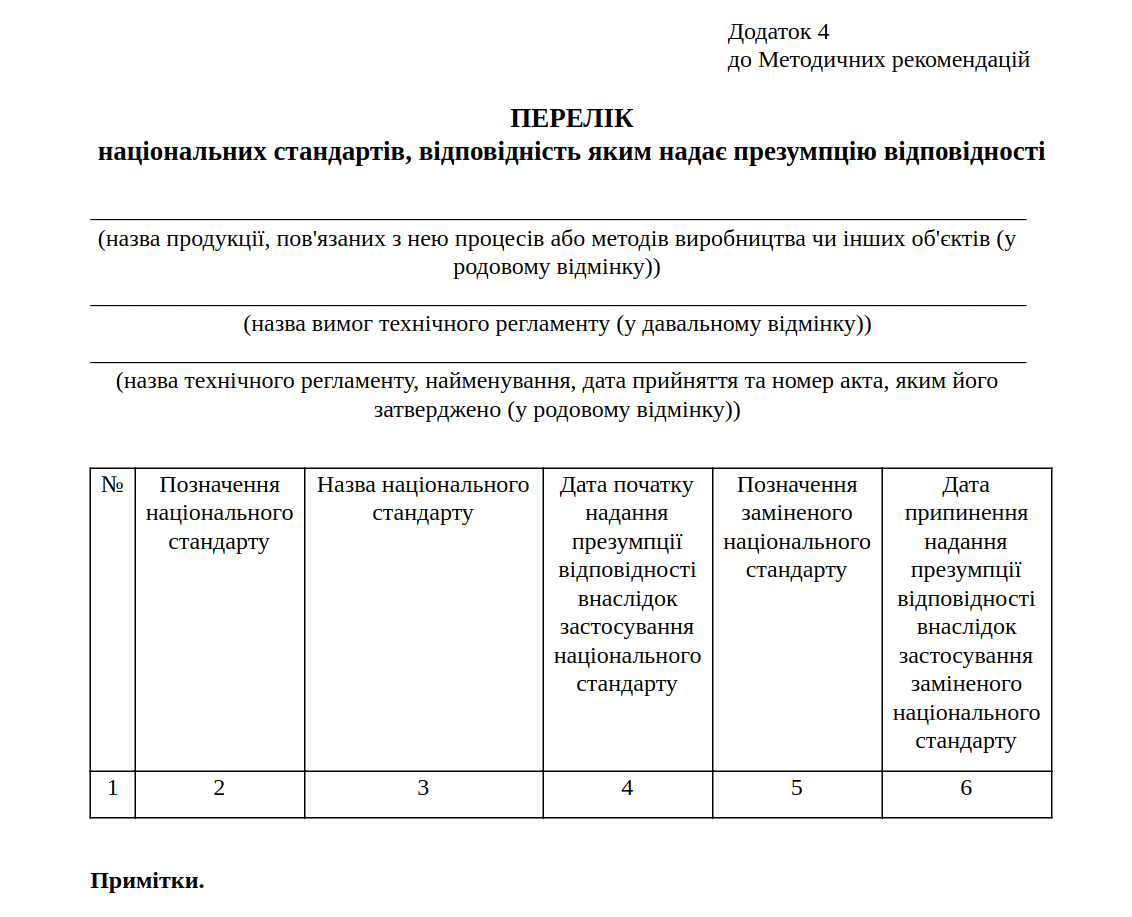 Додаток 4
до Методичних рекомендацій
ПЕРЕЛІК
національних стандартів, відповідність яким надає презумпцію відповідності
(назва продукції, пов'язаних з нею процесів або методів виробництва чи інших об'єктів (у
родовому відмінку))
(назва вимог технічного регламенту (у давальному відмінку))
(назва технічного регламенту, найменування, дата прийняття та номер акта, яким його
затверджено (у родовому відмінку))
№
Позначення
національного
стандарту
Назва національного
стандарту
Дата початку
надання
презумпції
відповідності
внаслідок
застосування
національного
стандарту
Позначення
заміненого
національного
стандарту
Дата
припинення
надання
презумпції
відповідності
внаслідок
застосування
заміненого
національного
стандарту
1
2
3
4
5
6
Примітки.